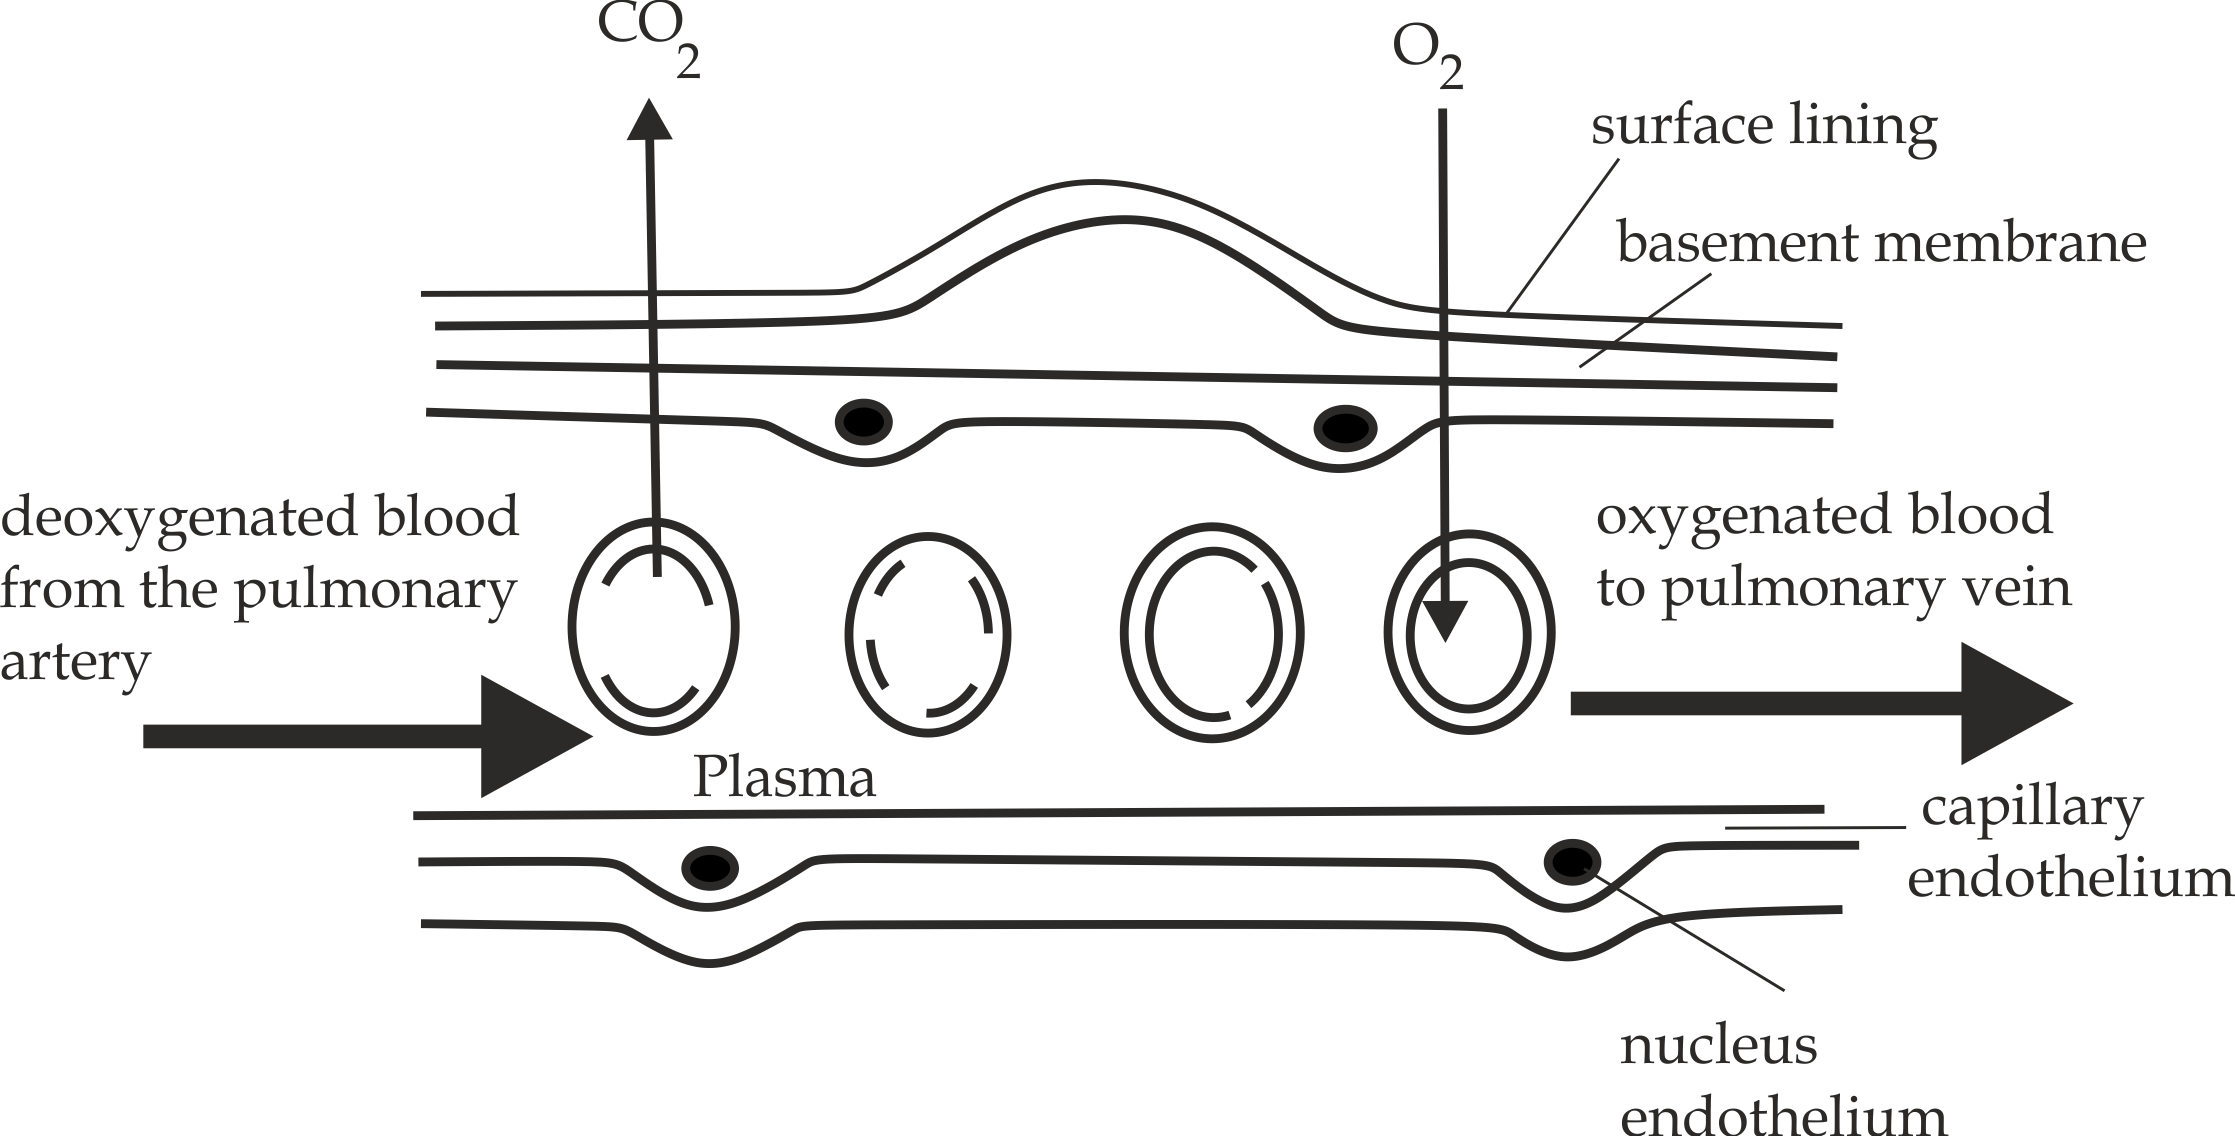 CO2
O2
surface lining
basement membrane
deoxygenated blood
from the pulmonary
artery
oxygenated blood
to pulmonary vein
Plasma
capillary
endothelium
nucleus
endothelium